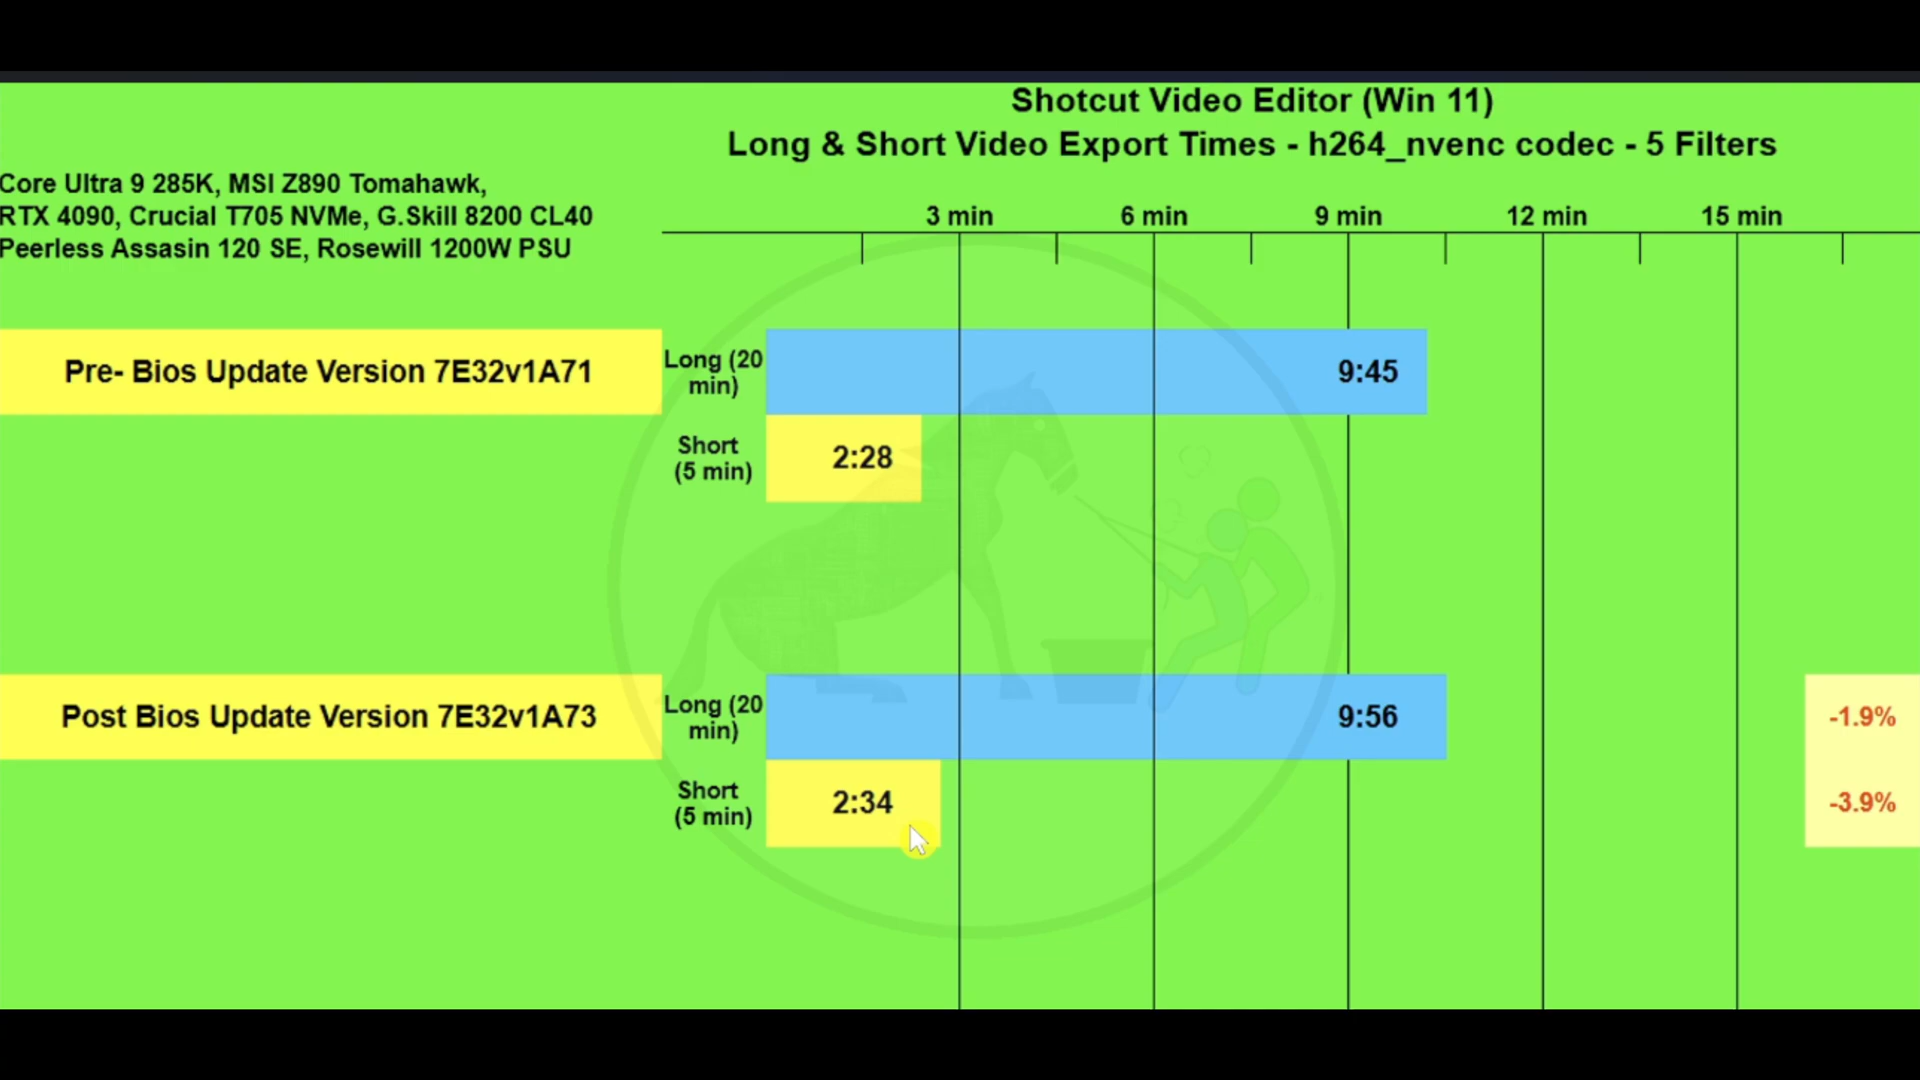 Shotcut Video Editor (Win 11)
Long & Short Video Export Times - h264_nvenc codec - 5 Filters
Core Ultra 9 285K, MSI Z890 Tomahawk,
RTX 4090, Crucial T705 NVMe, G.Skill 8200 CL40
Peerless Assasin 120 SE, Rosewill 1200W PSU
3 min
6 min
9 min
12 min
15 min
Pre- Bios Update Version 7E32v1A71
Long (20
min)
9:45
Short
(5 min)
2:28
Post Bios Update Version 7E32v1A73
Long (20
min)
9:56
-1.9%
Short
(5 min)
2:34
-3.9%